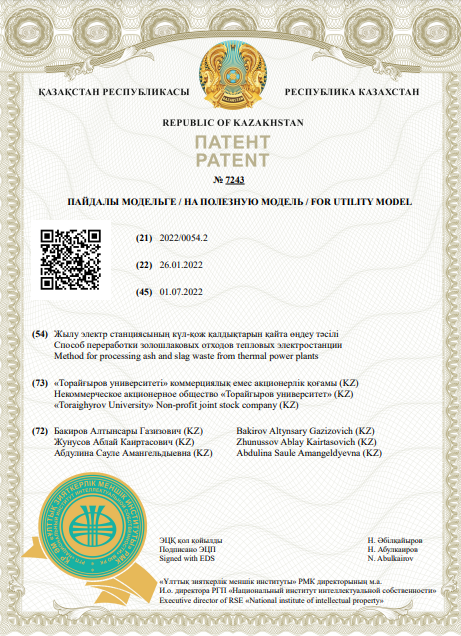 ҚАЗАҚСТАН РЕСПУБЛИКАСЫ РЕСПУБЛИКА КАЗАХСТАН
REPUBLIC OF KAZAKHSTAN
ПАТЕНТ
PATENT
№ 7243
ПАЙДАЛЫ МОДЕЛЬГЕ / НА ПОЛЕЗНУЮ МОДЕЛЬ / FOR UTILITY MODEL
(21) 2022/0054.2
(22) 26.01.2022
(45) 01.07.2022
(54) Жылу электр станциясының күл-қож қалдықтарын қайта өңдеу тәсілі
Способ переработки золошлаковых отходов тепловых электростанции
Method for processing ash and slag waste from thermal power plants
(73) «Торайғыров университеті» коммерциялық емес акционерлік қоғамы (KZ)
Некоммерческое акционерное общество «Торайгыров университет» (KZ)
«Toraighyrov University» Non-profit joint stock company (KZ)
(72) Бакиров Алтынсары Газизович (KZ) Bakirov Altynsary Gazizovich (KZ)
Жунусов Аблай Каиртасович (KZ) Zhunussov Ablay Kairtasovich (KZ)
Абдулина Сауле Амангельдыевна (KZ) Abdulina Saule Amangeldyevna (KZ)
ЭЦҚ қол қойылды Н. Әбілқайыров
Подписано ЭЦП Н. Абулкаиров
Signed with EDS N. Abulkairov
«Ұлттық зияткерлік меншік институты» РМК директорының м.а.
И.о. директора РГП «Национальный институт интеллектуальной собственности»
Executive director of RSE «National institute of intellectual property»